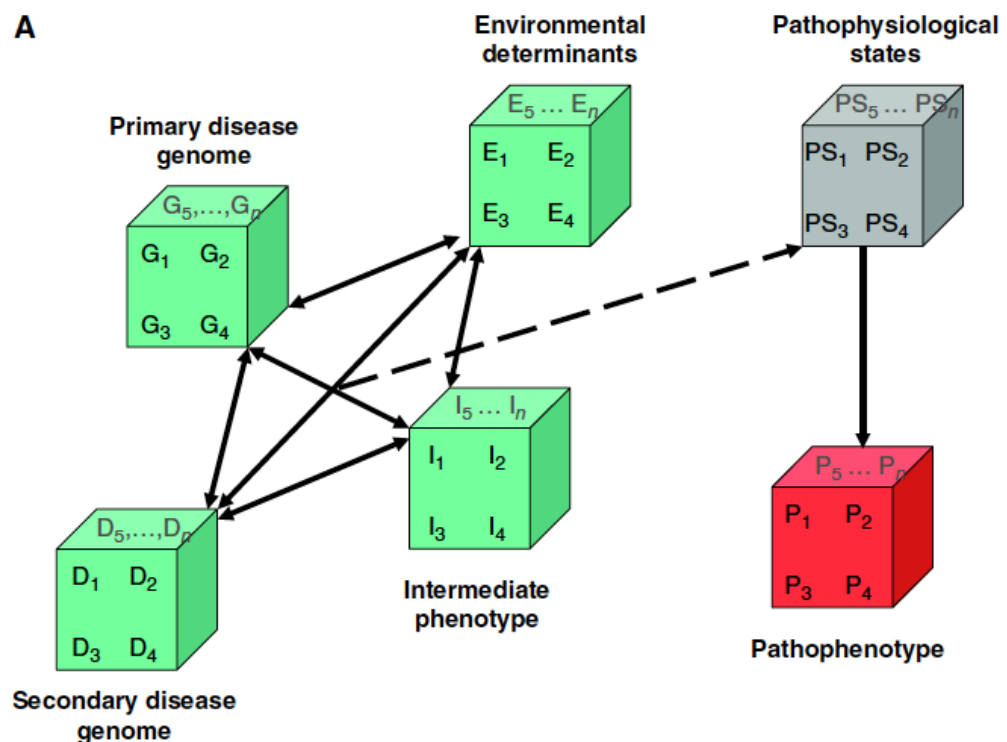 A
Environmental
determinants
Pathophysiological
states
Primary disease
genome
E₅ ... Eₙ
E₁ E₂
E₃ E₄
PS₅ ... PSₙ
PS₁ PS₂
PS₃ PS₄
G₅,...,Gₙ
G₁ G₂
G₃ G₄
I₅ ... Iₙ
I₁ I₂
I₃ I₄
P₅ ... Pₙ
P₁ P₂
P₃ P₄
D₅,...,Dₙ
D₁ D₂
D₃ D₄
Intermediate
phenotype
Pathophenotype
Secondary disease
genome